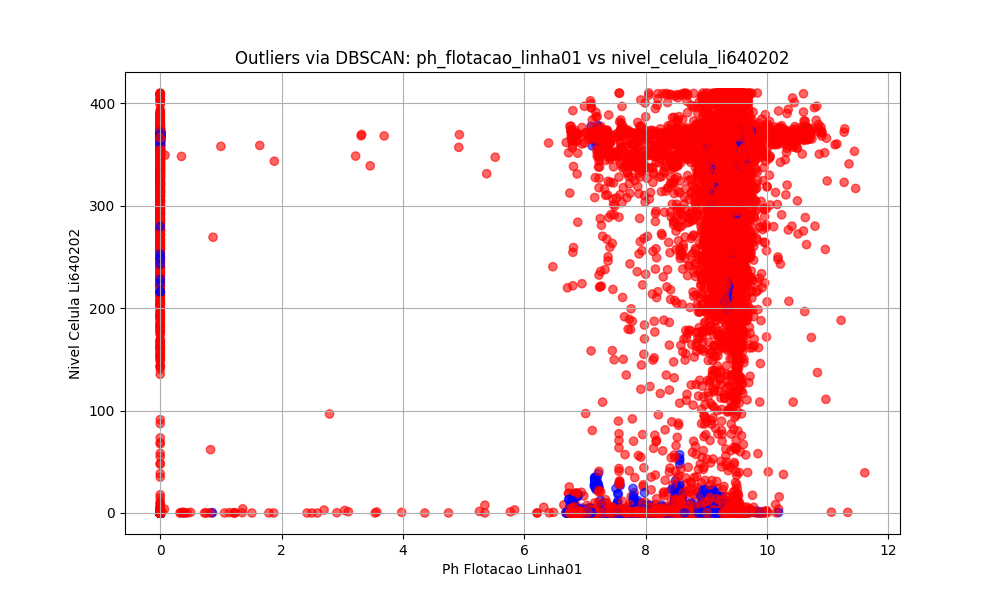 Outliers via DBSCAN: ph_flotacao_linha01 vs nivel_celula_li640202
400
300
200
100
0
Nivel Celula Li640202
0 2 4 6 8 10 12
Ph Flotacao Linha01